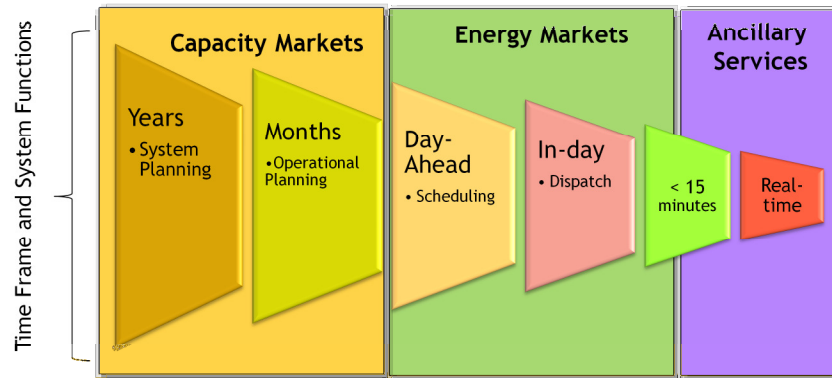 Time Frame and System Functions
Capacity Markets
Energy Markets
Ancillary
Services
Years
• System
Planning
Months
•Operational
Planning
Day-
Ahead
• Scheduling
In-day
• Dispatch
< 15
minutes
Real-
time